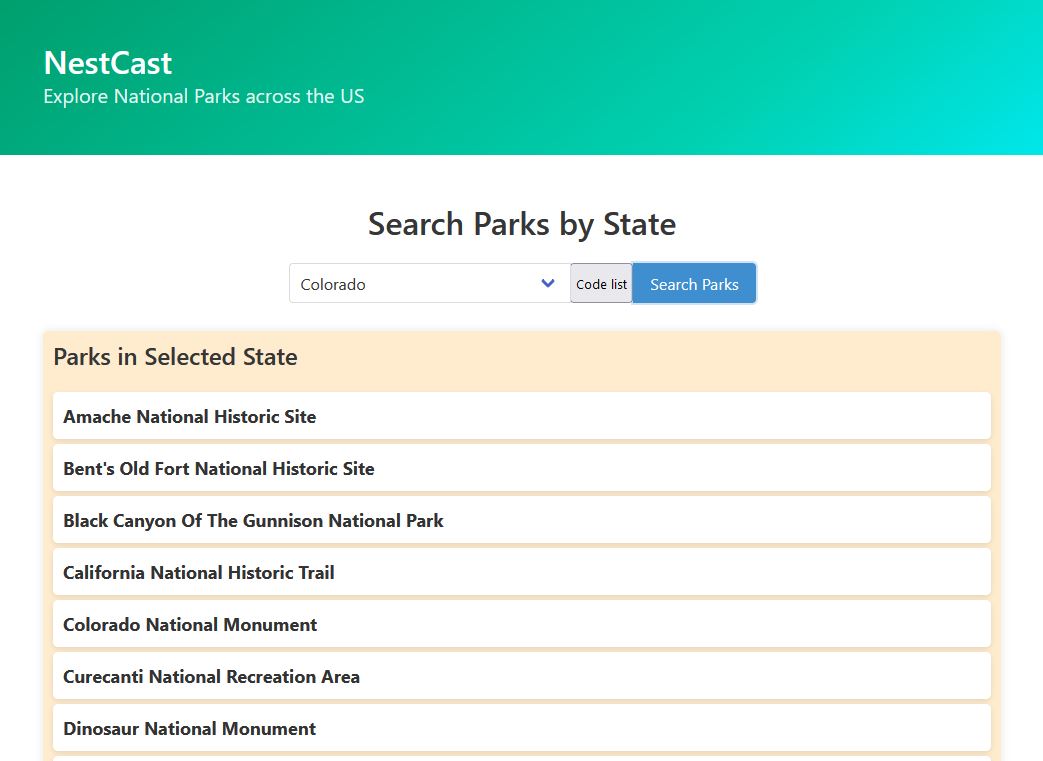 NestCast
Explore National Parks across the US
Search Parks by State
Colorado
Code list
Search Parks
Parks in Selected State
Amache National Historic Site
Bent's Old Fort National Historic Site
Black Canyon Of The Gunnison National Park
California National Historic Trail
Colorado National Monument
Curecanti National Recreation Area
Dinosaur National Monument